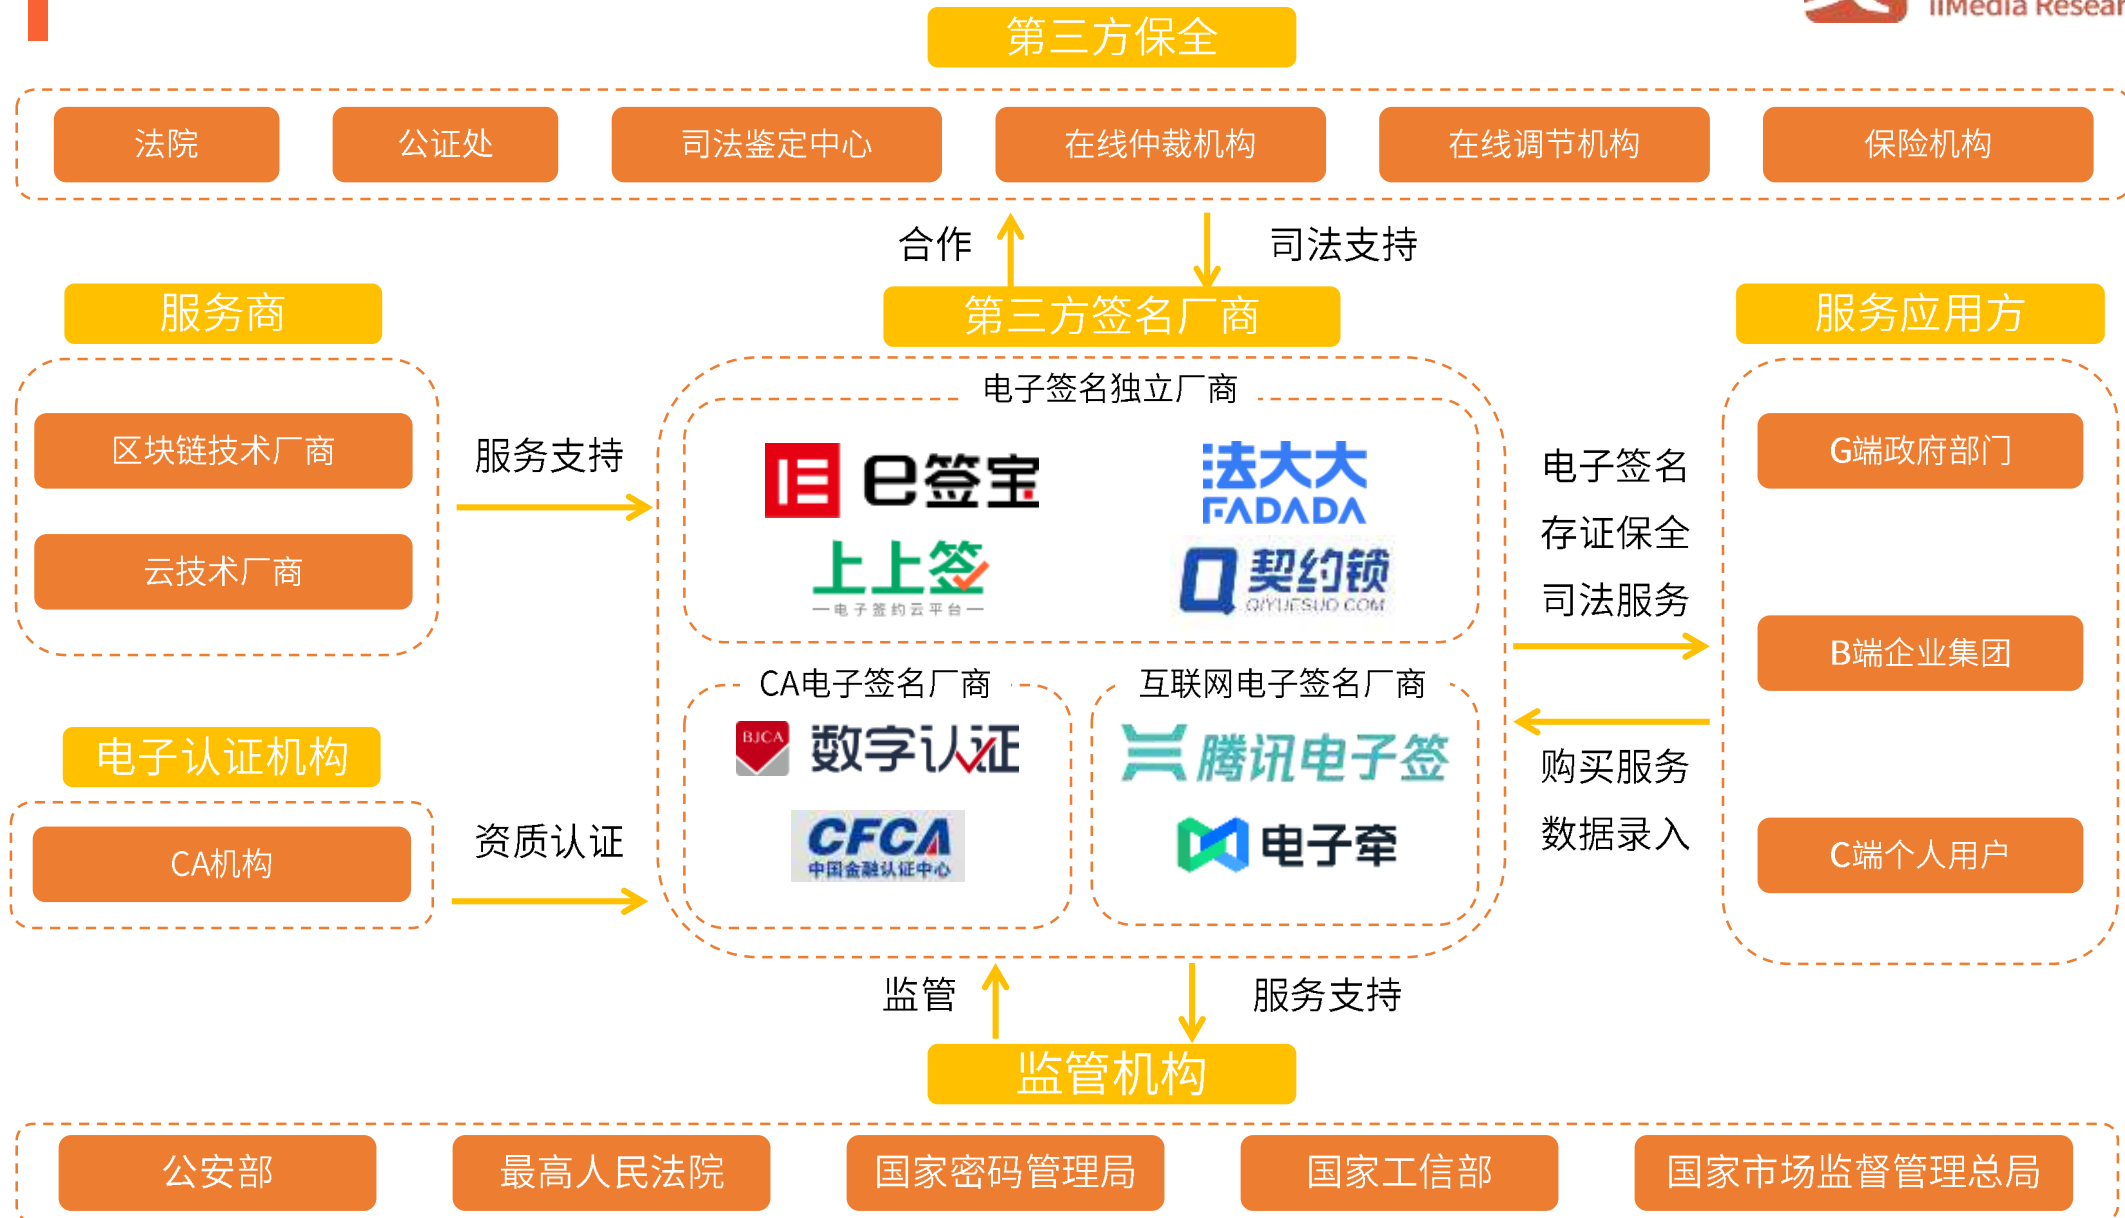 iiMedia Resear
第三方保全
法院
公证处
司法鉴定中心
在线仲裁机构
在线调节机构
保险机构
合作
司法支持
服务商
第三方签名厂商
服务应用方
区块链技术厂商
云技术厂商
服务支持
电子签名独立厂商
e签宝
法大大
FADADA
上上签
电子签约云平台
契约锁
QIYUESUO.COM
电子签名
存证保全
司法服务
G端政府部门
B端企业集团
C端个人用户
购买服务
数据录入
电子认证机构
CA机构
资质认证
CA电子签名厂商
BJCA
数字认证
CFCA
中国金融认证中心
互联网电子签名厂商
腾讯电子签
电子牵
监管
服务支持
监管机构
公安部
最高人民法院
国家密码管理局
国家工信部
国家市场监督管理总局